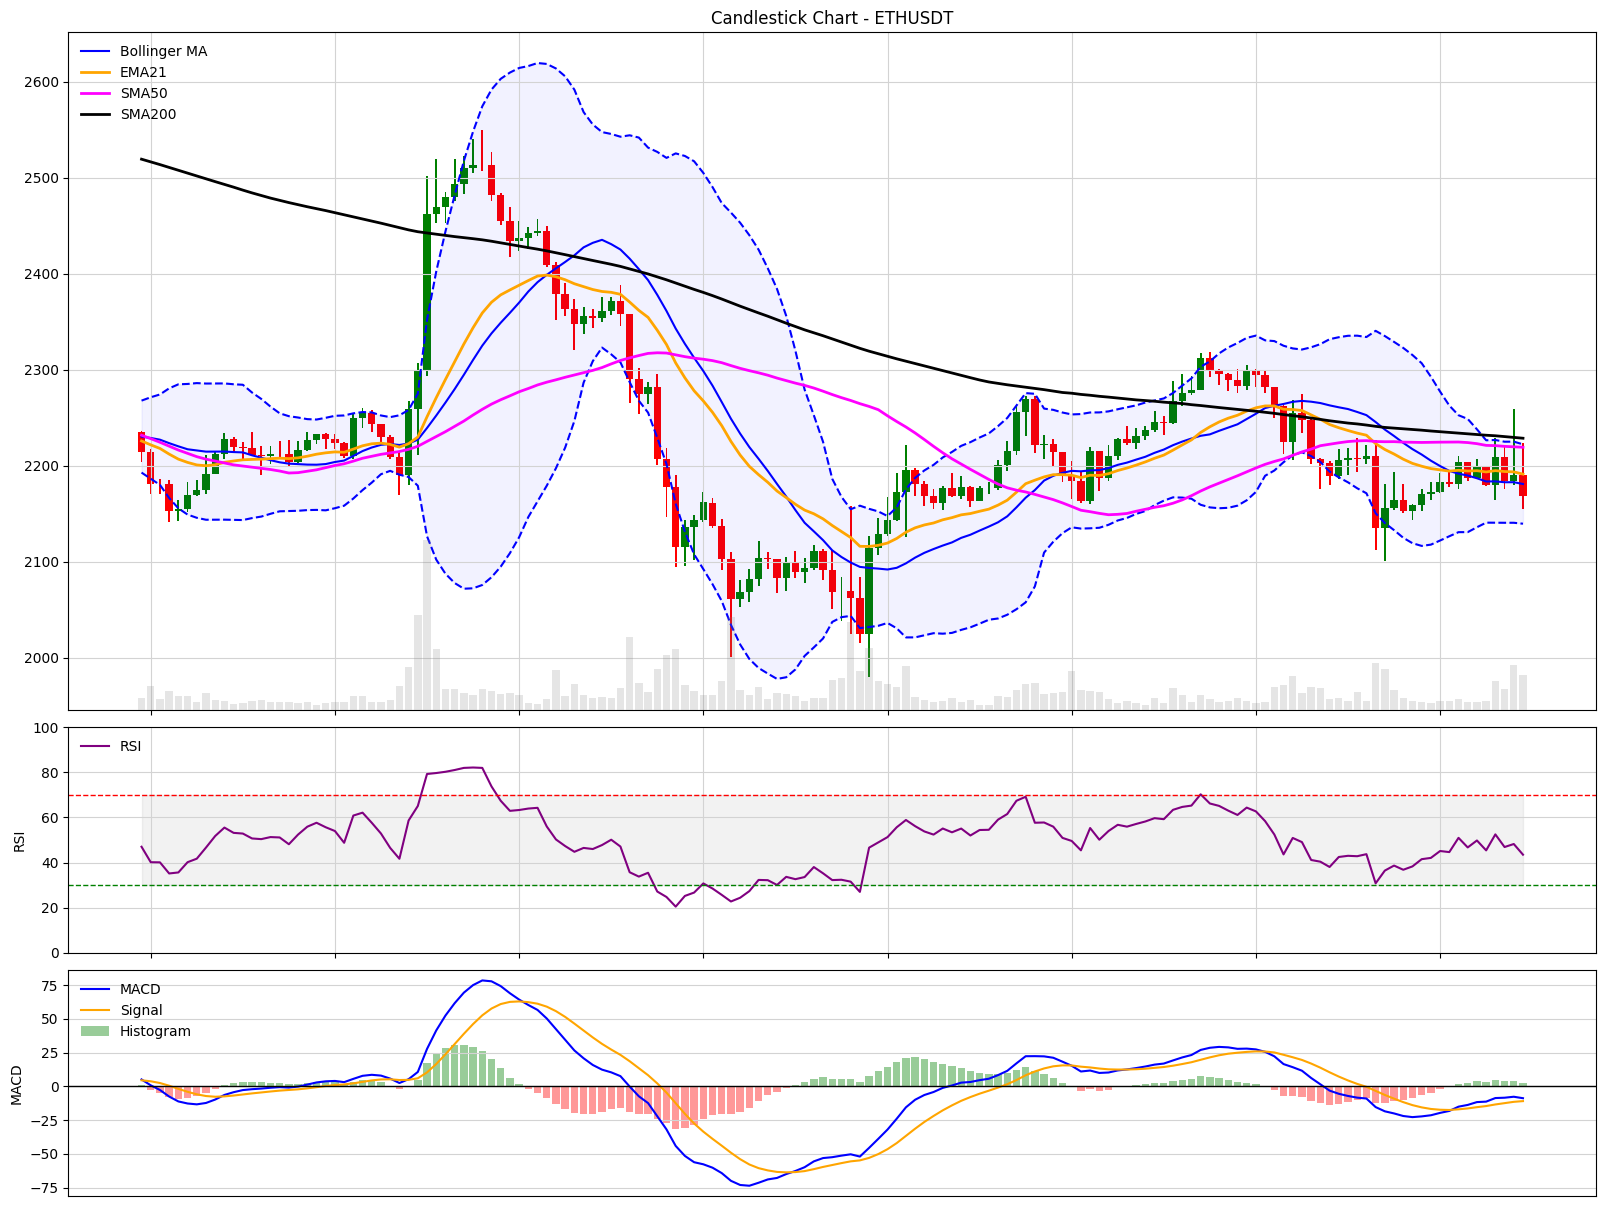 Candlestick Chart - ETHUSDT
Bollinger MA
EMA21
SMA50
SMA200
2600
2500
2400
2300
2200
2100
2000
100
80
60
40
20
0
RSI
RSI
75
50
25
0
−25
−50
−75
MACD
MACD
Signal
Histogram